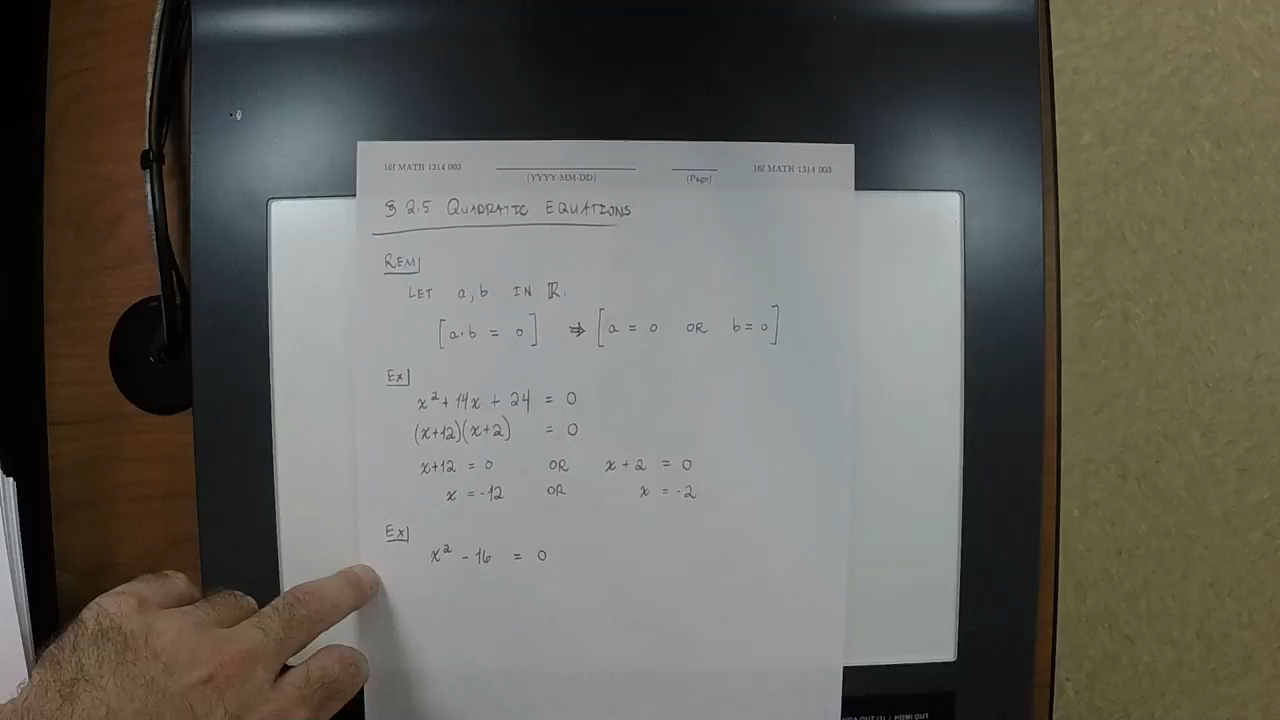 16f MATH 1314 003 (YYYY-MM-DD) (Page) 16f MATH 1314 003
§ 2.5 QUADRATIC EQUATIONS
REM
LET a, b IN ℝ.
[a·b = 0] ⇒ [a = 0 OR b = 0]
EX
x² + 14x + 24 = 0
(x+12)(x+2) = 0
x+12 = 0 OR x + 2 = 0
x = -12 OR x = -2
EX
x² - 16 = 0